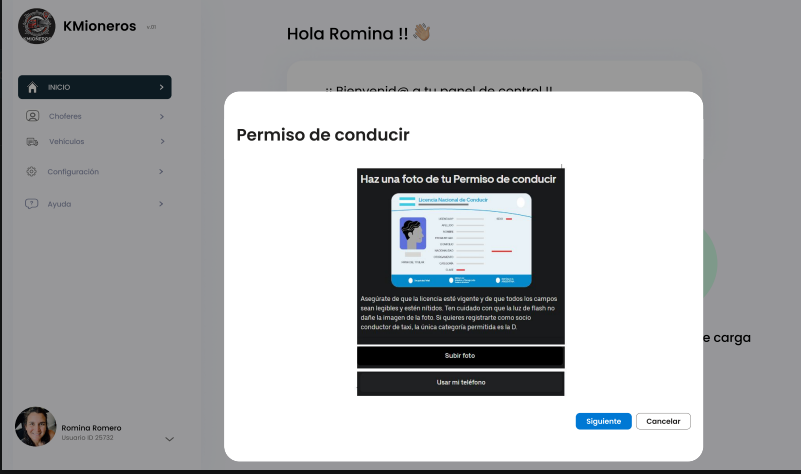 KMIONEROS
KMioneros
v.01
Hola Romina !!
INICIO
Choferes
Vehículos
Configuración
Ayuda
¡¡ Bienvenid@ a tu panel de control !!
Permiso de conducir
Haz una foto de tu Permiso de conducir
Licencia Nacional de Conducir
Asegúrate de que la licencia esté vigente y de que todos los campos
sean legibles y estén nítidos. Ten cuidado con que la luz de flash no
dañe la imagen de la foto. Si quieres registrarte como socio
conductor de taxi, la única categoría permitida es la D.
Subir foto
Usar mi teléfono
e carga
Siguiente
Cancelar
Romina Romero
Usuario ID 25732